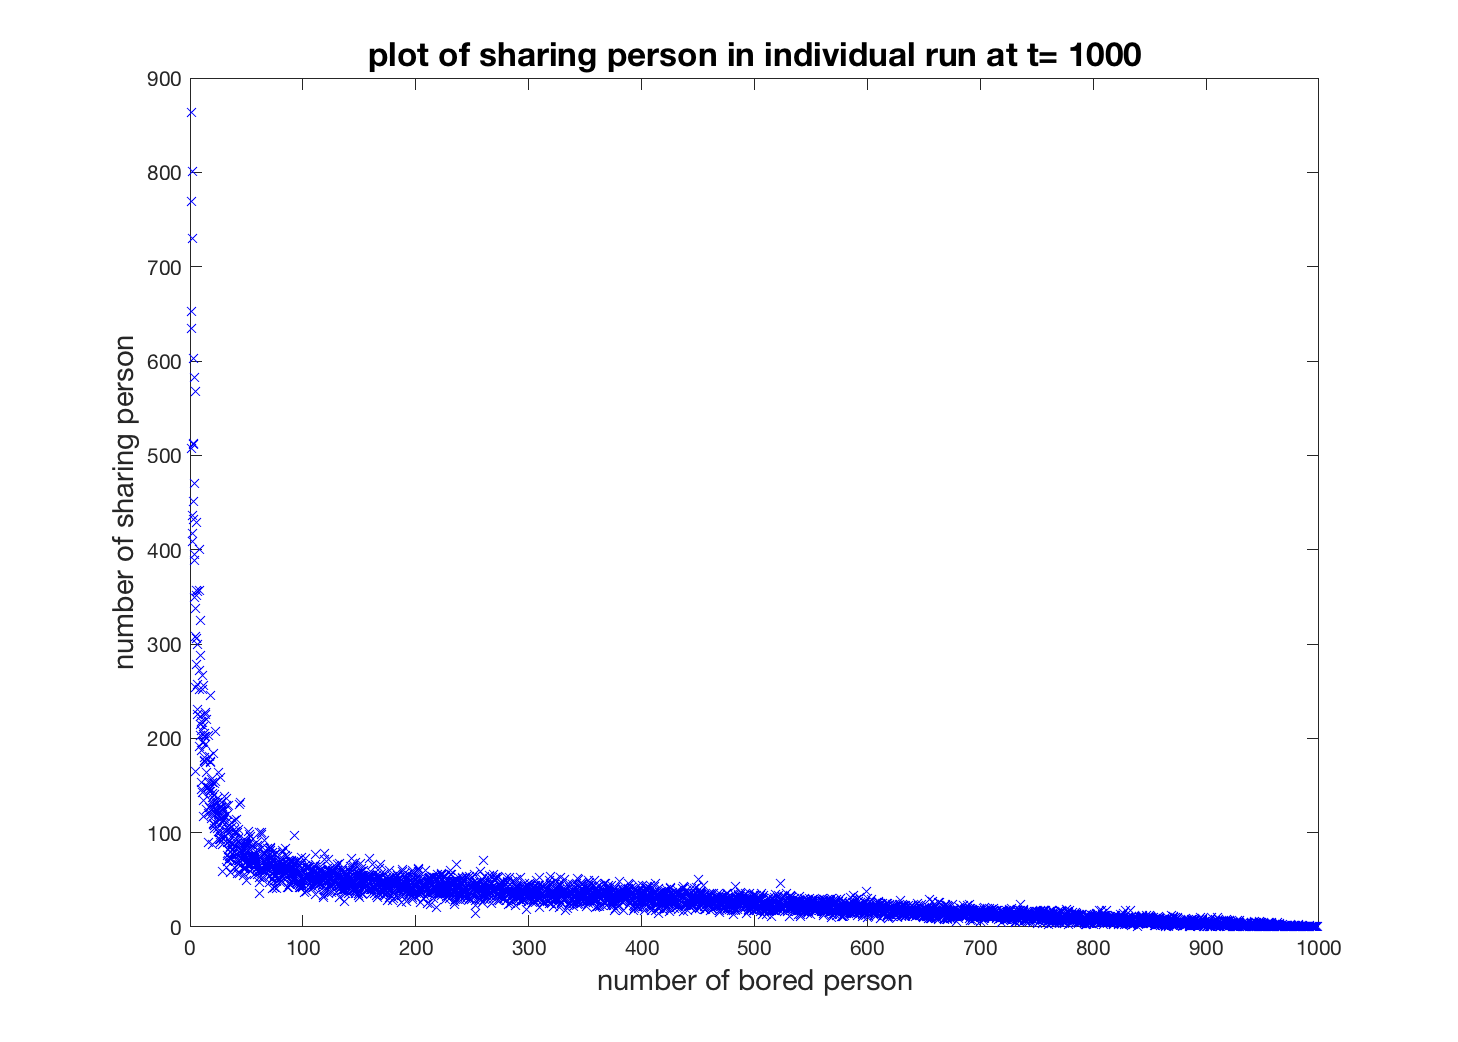 plot of sharing person in individual run at t= 1000
number of sharing person
900
800
700
600
500
400
300
200
100
0
0 100 200 300 400 500 600 700 800 900 1000
number of bored person